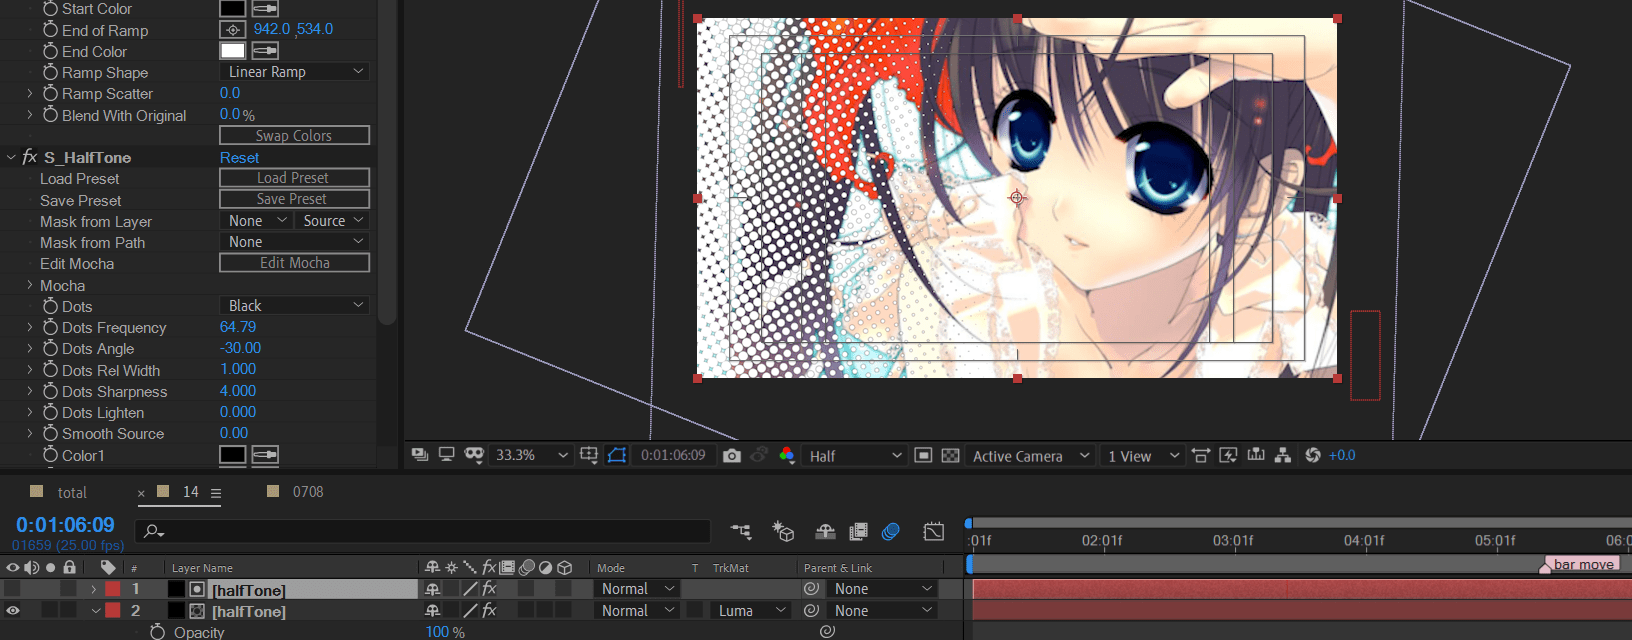 Start Color
End of Ramp 942.0 ,534.0
End Color
Ramp Shape Linear Ramp
Ramp Scatter 0.0
Blend With Original 0.0 %
Swap Colors
fx S_HalfTone Reset
Load Preset Load Preset
Save Preset Save Preset
Mask from Layer None Source
Mask from Path None
Edit Mocha Edit Mocha
Mocha
Dots Black
Dots Frequency 64.79
Dots Angle -30.00
Dots Rel Width 1.000
Dots Sharpness 4.000
Dots Lighten 0.000
Smooth Source 0.00
Color1
33.3% 0:01:06:09 Half Active Camera 1 View +0.0
total × 14 0708
0:01:06:09
01659 (25.00 fps)
:01f 02:01f 03:01f 04:01f 05:01f 06:0
# Layer Name fx Mode T TrkMat Parent & Link
bar move
1 [halfTone] fx Normal None
2 [halfTone] fx Normal Luma None
Opacity 100 %